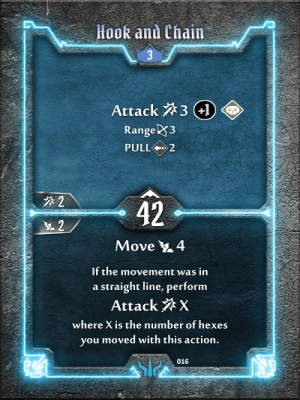 Hook and Chain
3
Attack 3 +1
Range 3
PULL 2
2
42
2
Move 4
If the movement was in
a straight line, perform
Attack X
where X is the number of hexes
you moved with this action.
016